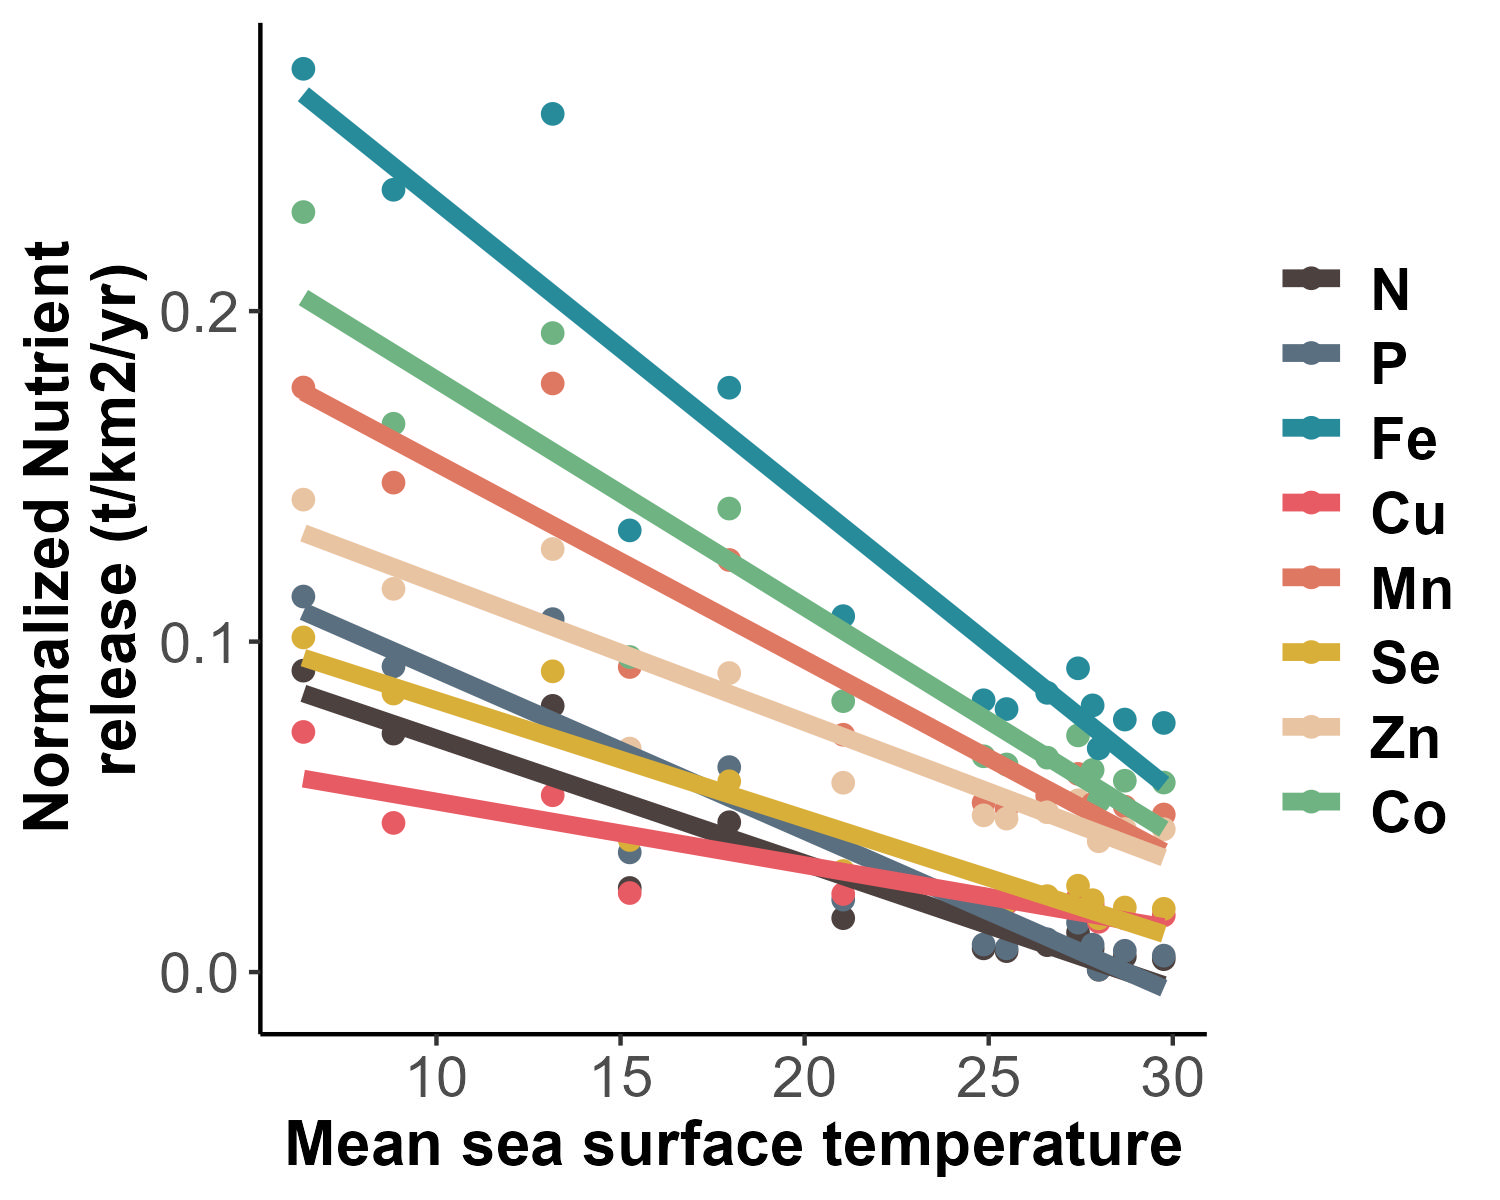 Normalized Nutrient
release (t/km2/yr)
0.2
0.1
0.0
10 15 20 25 30
Mean sea surface temperature
N
P
Fe
Cu
Mn
Se
Zn
Co